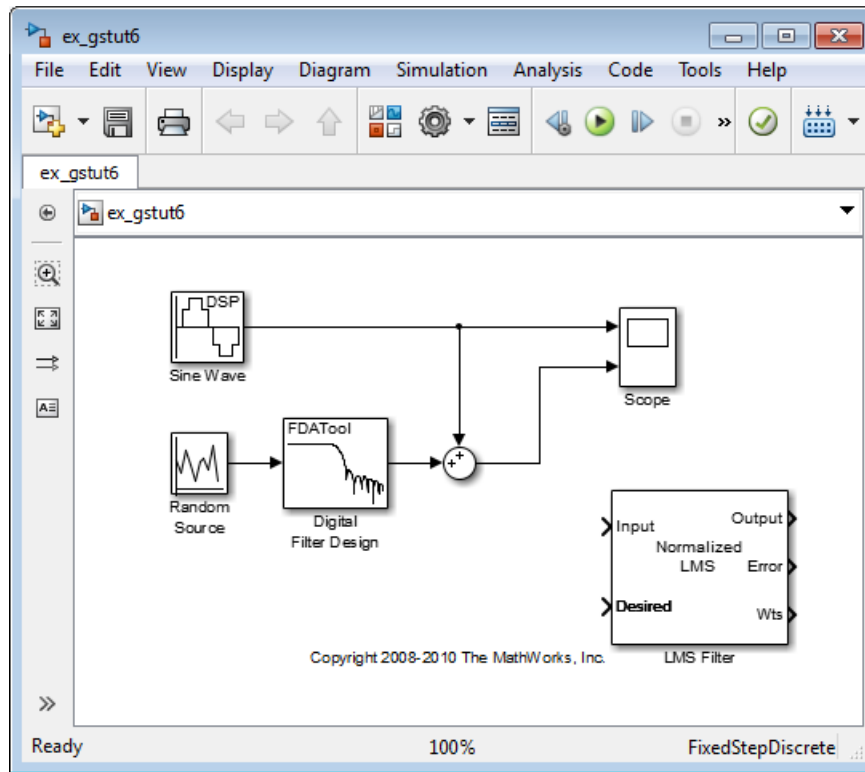 ex_gstut6
File Edit View Display Diagram Simulation Analysis Code Tools Help
ex_gstut6
ex_gstut6
DSP
Sine Wave
Scope
FDATool
Random
Source
Digital
Filter Design
Input
Output
Normalized
LMS
Error
Desired
Wts
Copyright 2008-2010 The MathWorks, Inc.
LMS Filter
Ready 100% FixedStepDiscrete